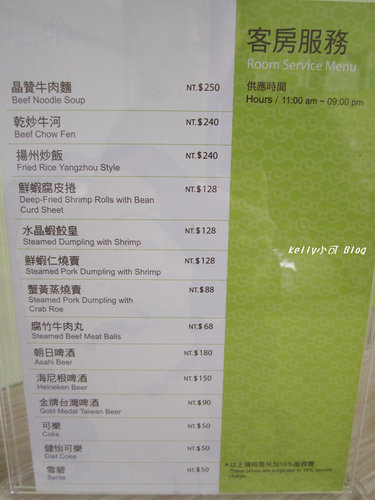 客房服務
Room Service Menu
供應時間
Hours / 11:00 am ~ 09:00 pm
晶贊牛肉麵 NT.$250
Beef Noodle Soup
乾炒牛河 NT.$240
Beef Chow Fen
揚州炒飯 NT.$240
Fried Rice Yangzhou Style
鮮蝦腐皮捲 NT.$128
Deep-Fried Shrimp Rolls with Bean
Curd Sheet
水晶蝦餃皇 NT.$128
Steamed Dumpling with Shrimp
鮮蝦仁燒賣 NT.$128
Steamed Pork Dumpling with Shrimp
蟹黃蒸燒賣 NT.$88
Steamed Pork Dumpling with
Crab Roe
腐竹牛肉丸 NT.$68
Steamed Beef Meat Balls
朝日啤酒 NT.$180
Asahi Beer
海尼根啤酒 NT.$150
Heineken Beer
金牌台灣啤酒 NT.$90
Gold Medal Taiwan Beer
可樂 NT.$50
Coke
健怡可樂 NT.$50
Diet Coke
雪碧 NT.$50
Sprite
kelly小可 Blog
*以上價格需另加15%服務費
These prices are subjected to 15% service
charge